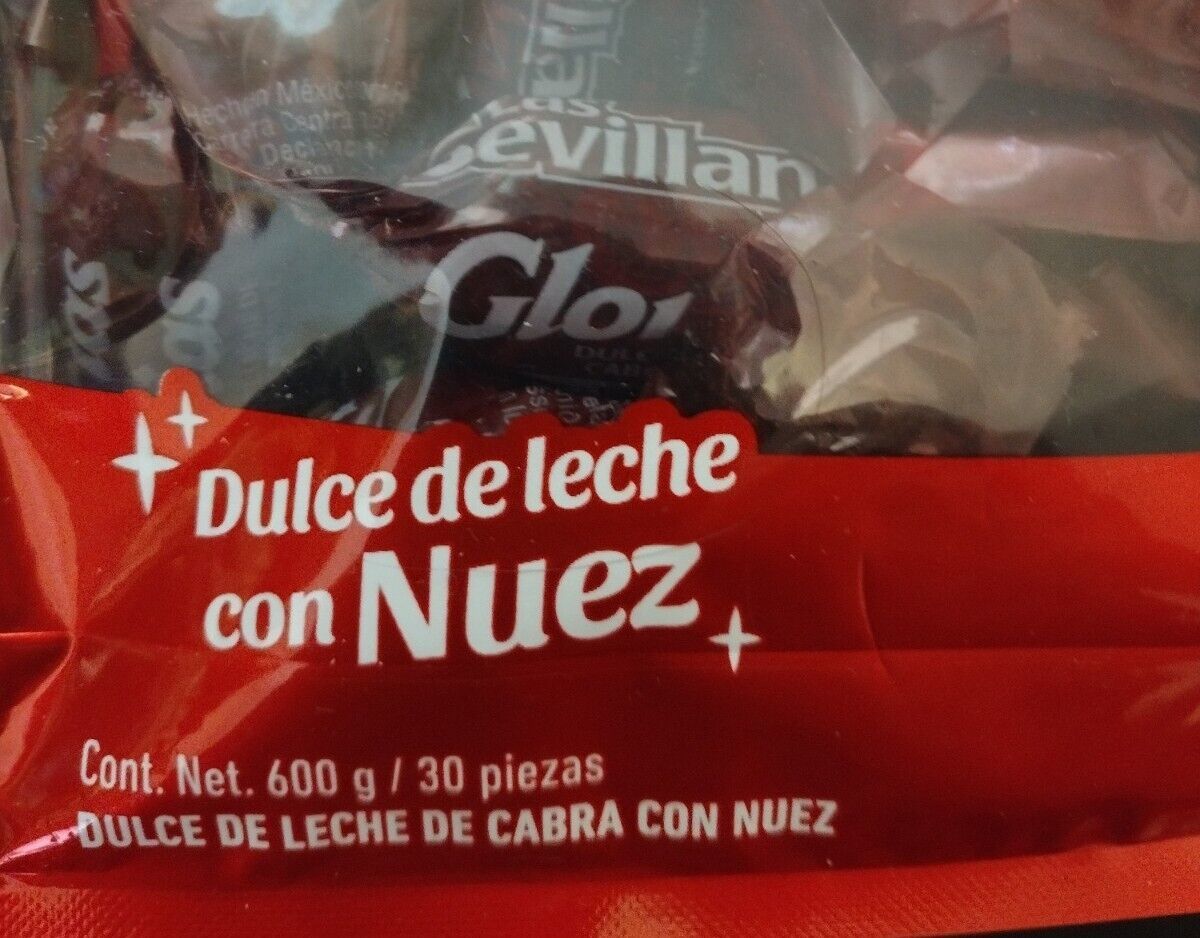 Las
Sevillan
Glor
Dulce de leche
con Nuez
Cont. Net. 600 g / 30 piezas
DULCE DE LECHE DE CABRA CON NUEZ